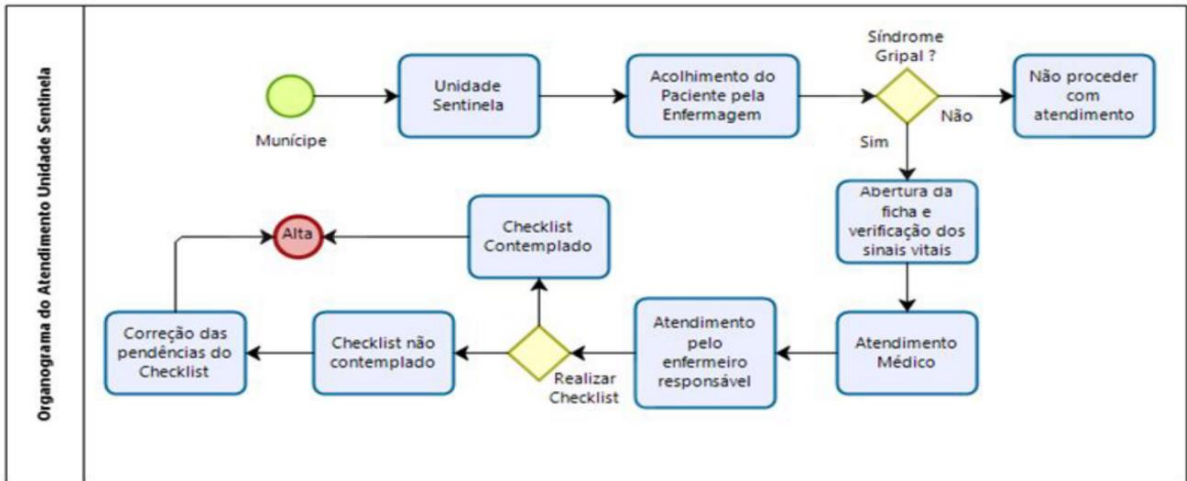 Organograma do Atendimento Unidade Sentinela
Munícipe
Unidade
Sentinela
Acolhimento do
Paciente pela
Enfermagem
Síndrome
Gripal ?
Não
Não proceder
com
atendimento
Sim
Abertura da
ficha e
verificação dos
sinais vitais
Atendimento
Médico
Atendimento
pelo
enfermeiro
responsável
Realizar
Checklist
Checklist
Contemplado
Checklist não
contemplado
Correção das
pendências do
Checklist
Alta